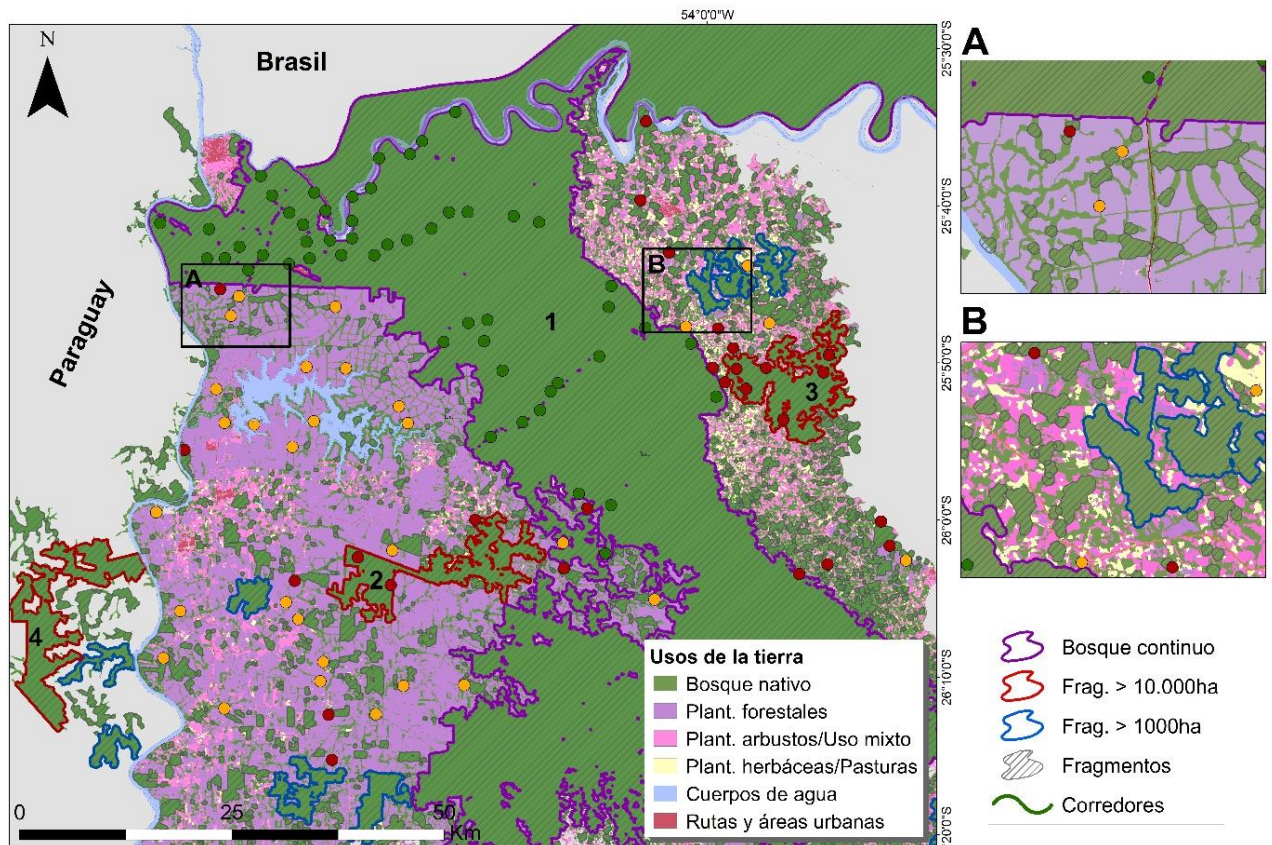 54°0'0"W
N
Brasil
Paraguay
A
B
1
2
3
4
25°30'0"S
25°40'0"S
25°50'0"S
26°0'0"S
26°10'0"S
0"S
0
25
50
Km
Usos de la tierra
Bosque nativo
Plant. forestales
Plant. arbustos/Uso mixto
Plant. herbáceas/Pasturas
Cuerpos de agua
Rutas y áreas urbanas
A
B
Bosque continuo
Frag. > 10.000ha
Frag. > 1000ha
Fragmentos
Corredores